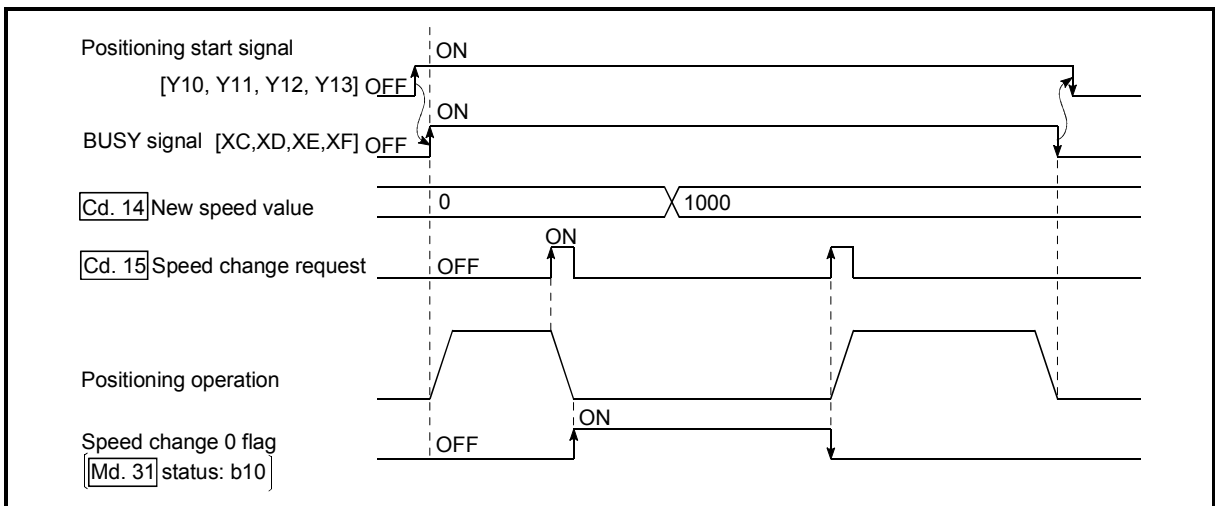 Positioning start signal
ON
[Y10, Y11, Y12, Y13] OFF
ON
BUSY signal [XC,XD,XE,XF] OFF
Cd. 14 New speed value
0
1000
ON
Cd. 15 Speed change request
OFF
Positioning operation
ON
Speed change 0 flag
OFF
[Md. 31 status: b10]